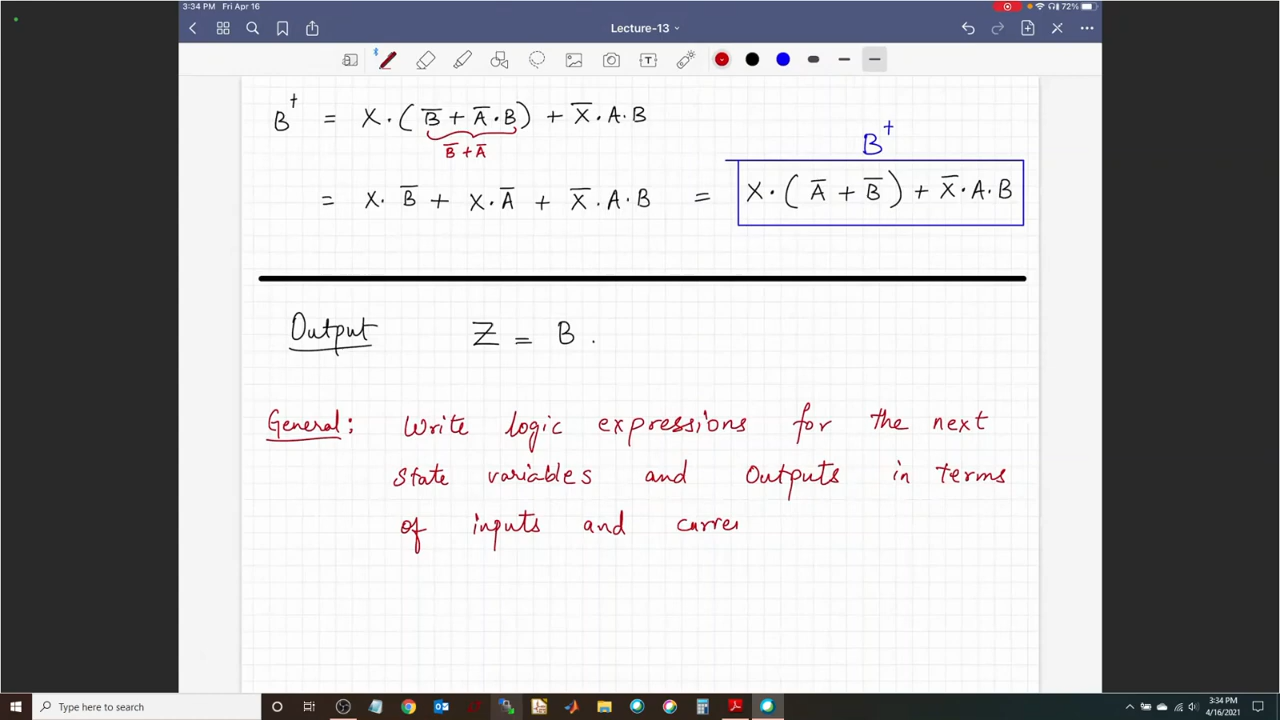 3:34 PM Fri Apr 16
72%
Lecture-13
B⁺ = X · ( B̅ + A̅ · B ) + X̅ · A · B
B̅ + A̅
B⁺
= X · B̅ + X · A̅ + X̅ · A · B = X · ( A̅ + B̅ ) + X̅ · A · B
Output Z = B .
General: Write logic expressions for the next
state variables and Outputs in terms
of inputs and curre
Type here to search
3:34 PM
4/16/2021